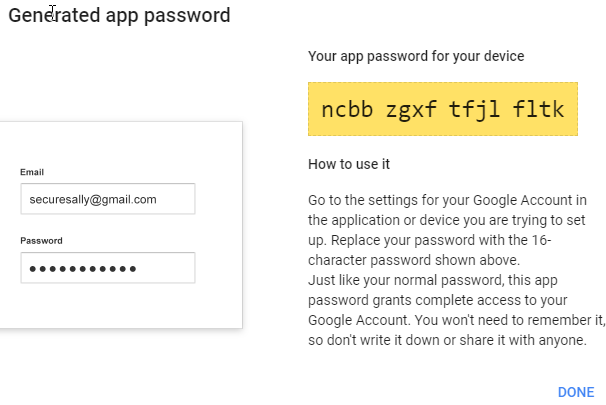 Generated app password
Your app password for your device
ncbb zgxf tfjl fltk
Email
securesally@gmail.com
Password
●●●●●●●●●●●
How to use it
Go to the settings for your Google Account in
the application or device you are trying to set
up. Replace your password with the 16-
character password shown above.
Just like your normal password, this app
password grants complete access to your
Google Account. You won't need to remember it,
so don't write it down or share it with anyone.
DONE